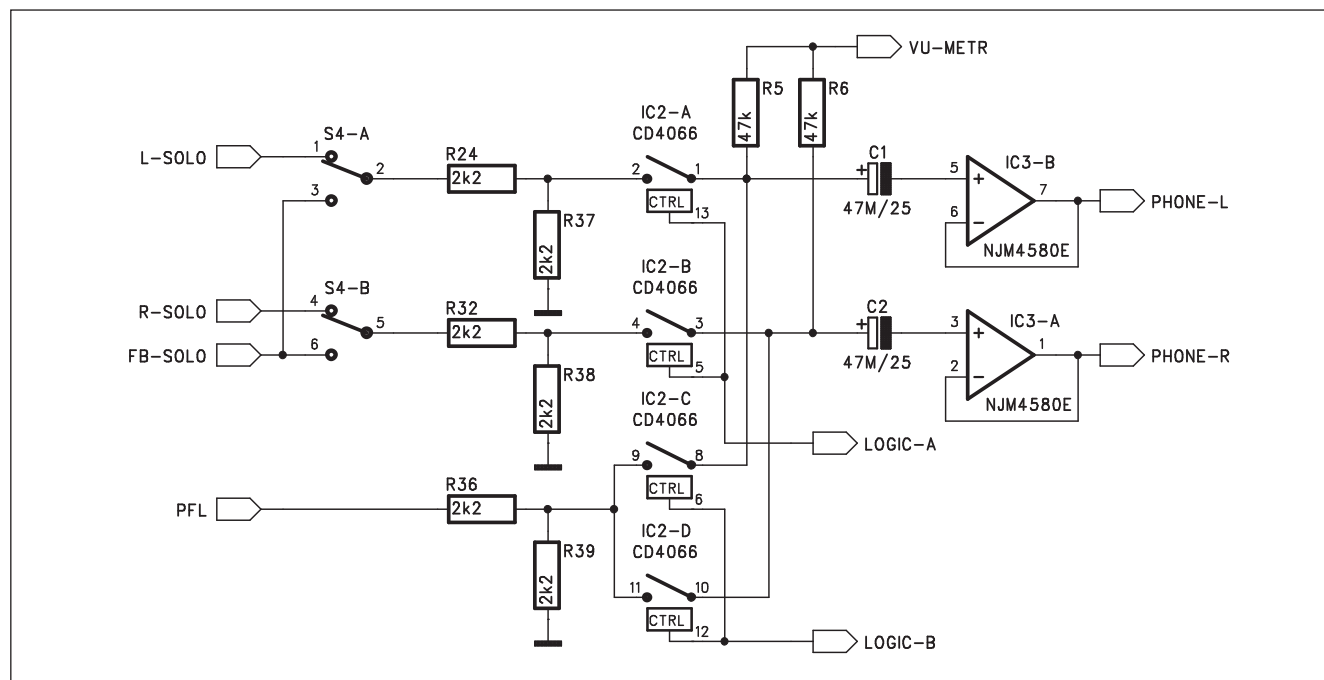 VU-METR
R5
47k
R6
47k
IC2-A
CD4066
S4-A
L-SOLO
1
2
3
R24
2k2
2
1
CTRL
13
C1
+
47M/25
IC3-B
5
+
6
−
7
NJM4580E
PHONE-L
R37
2k2
IC2-B
CD4066
S4-B
R-SOLO
4
5
FB-SOLO
6
R32
2k2
4
3
CTRL
5
C2
+
47M/25
IC3-A
3
+
2
−
1
NJM4580E
PHONE-R
R38
2k2
IC2-C
CD4066
9
8
CTRL
6
LOGIC-A
PFL
R36
2k2
R39
2k2
IC2-D
CD4066
11
10
CTRL
12
LOGIC-B